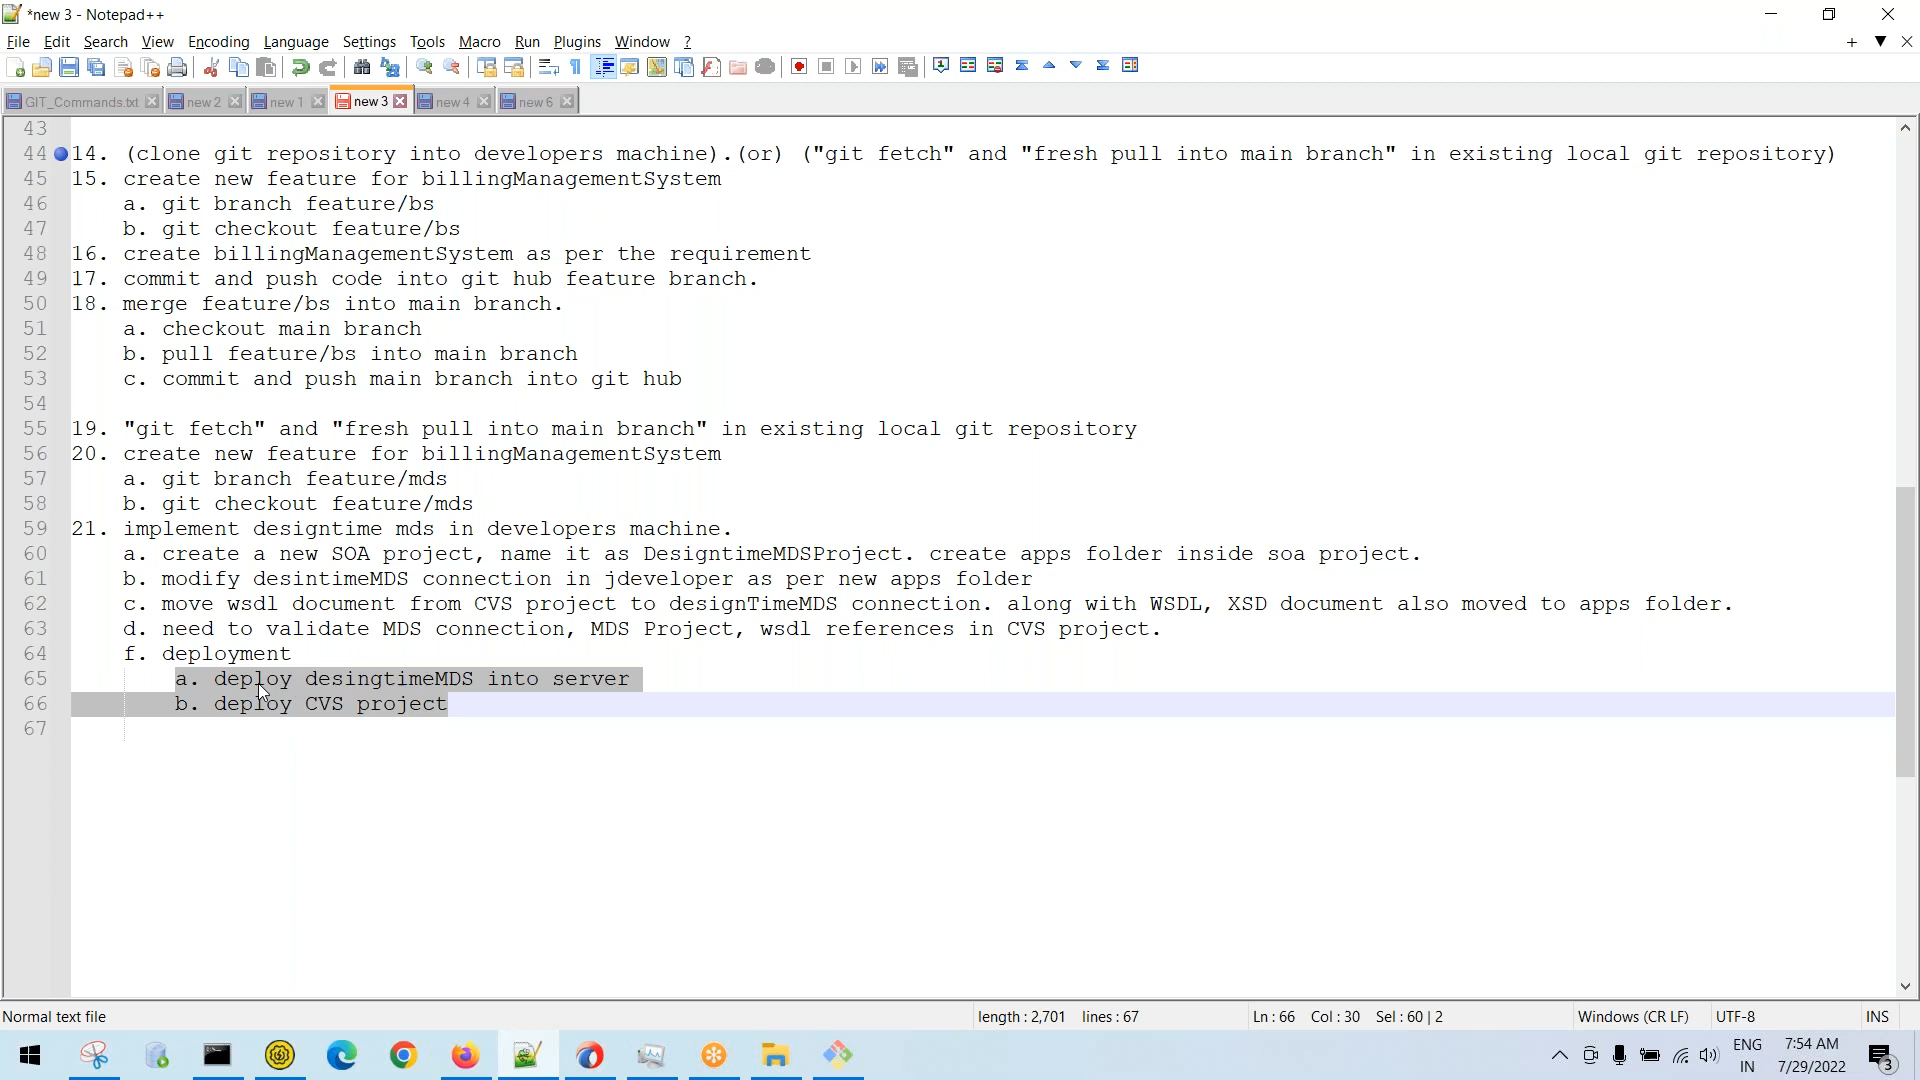 *new 3 - Notepad++
File Edit Search View Encoding Language Settings Tools Macro Run Plugins Window ?
GIT_Commands.txt new 2 new 1 new 3 new 4 new 6
43
44 14. (clone git repository into developers machine).(or) ("git fetch" and "fresh pull into main branch" in existing local git repository)
45 15. create new feature for billingManagementSystem
46 a. git branch feature/bs
47 b. git checkout feature/bs
48 16. create billingManagementSystem as per the requirement
49 17. commit and push code into git hub feature branch.
50 18. merge feature/bs into main branch.
51 a. checkout main branch
52 b. pull feature/bs into main branch
53 c. commit and push main branch into git hub
54
55 19. "git fetch" and "fresh pull into main branch" in existing local git repository
56 20. create new feature for billingManagementSystem
57 a. git branch feature/mds
58 b. git checkout feature/mds
59 21. implement designtime mds in developers machine.
60 a. create a new SOA project, name it as DesigntimeMDSProject. create apps folder inside soa project.
61 b. modify desintimeMDS connection in jdeveloper as per new apps folder
62 c. move wsdl document from CVS project to designTimeMDS connection. along with WSDL, XSD document also moved to apps folder.
63 d. need to validate MDS connection, MDS Project, wsdl references in CVS project.
64 f. deployment
65 a. deploy desingtimeMDS into server
66 b. deploy CVS project
67
Normal text file length : 2,701 lines : 67 Ln : 66 Col : 30 Sel : 60 | 2 Windows (CR LF) UTF-8 INS
ENG 7:54 AM
IN 7/29/2022 3